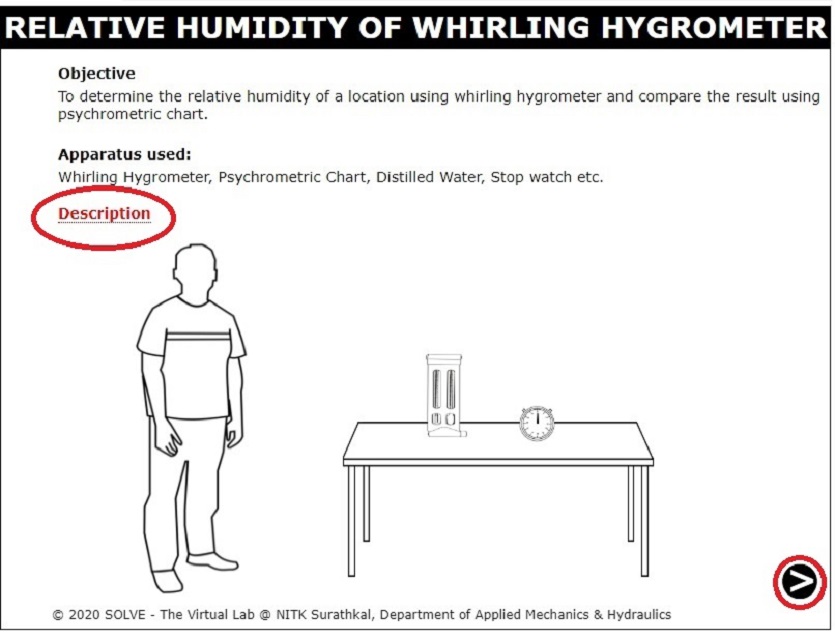 RELATIVE HUMIDITY OF WHIRLING HYGROMETER
Objective
To determine the relative humidity of a location using whirling hygrometer and compare the result using
psychrometric chart.
Apparatus used:
Whirling Hygrometer, Psychrometric Chart, Distilled Water, Stop watch etc.
Description
>
© 2020 SOLVE - The Virtual Lab @ NITK Surathkal, Department of Applied Mechanics & Hydraulics